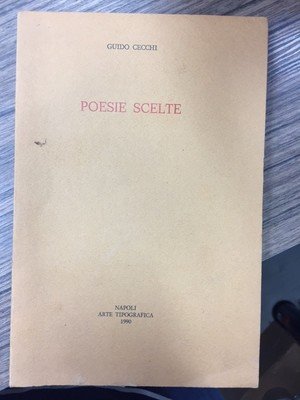 GUIDO CECCHI
POESIE SCELTE
NAPOLI
ARTE TIPOGRAFICA
1990